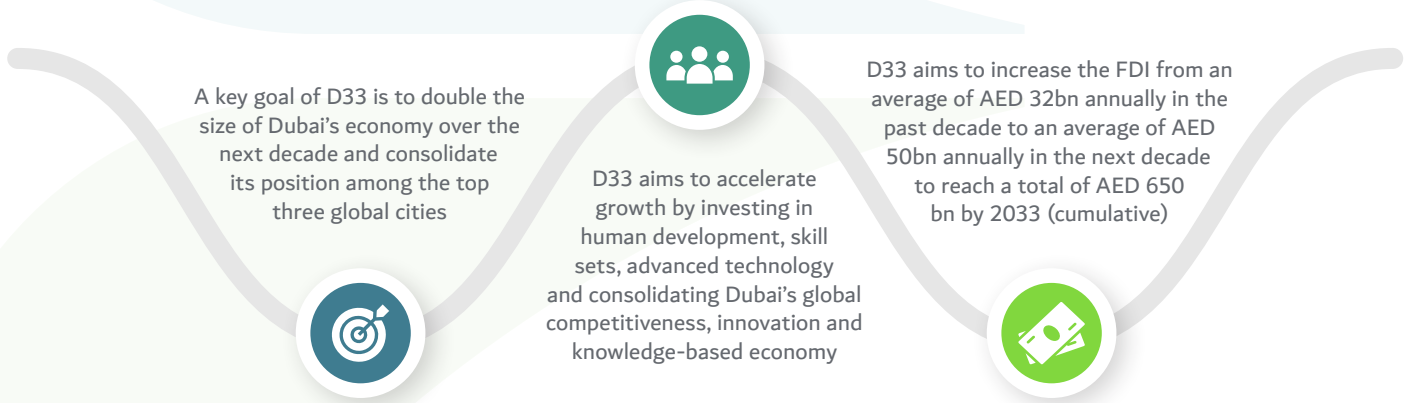 A key goal of D33 is to double the
size of Dubai’s economy over the
next decade and consolidate
its position among the top
three global cities
D33 aims to accelerate
growth by investing in
human development, skill
sets, advanced technology
and consolidating Dubai’s global
competitiveness, innovation and
knowledge-based economy
D33 aims to increase the FDI from an
average of AED 32bn annually in the
past decade to an average of AED
50bn annually in the next decade
to reach a total of AED 650
bn by 2033 (cumulative)